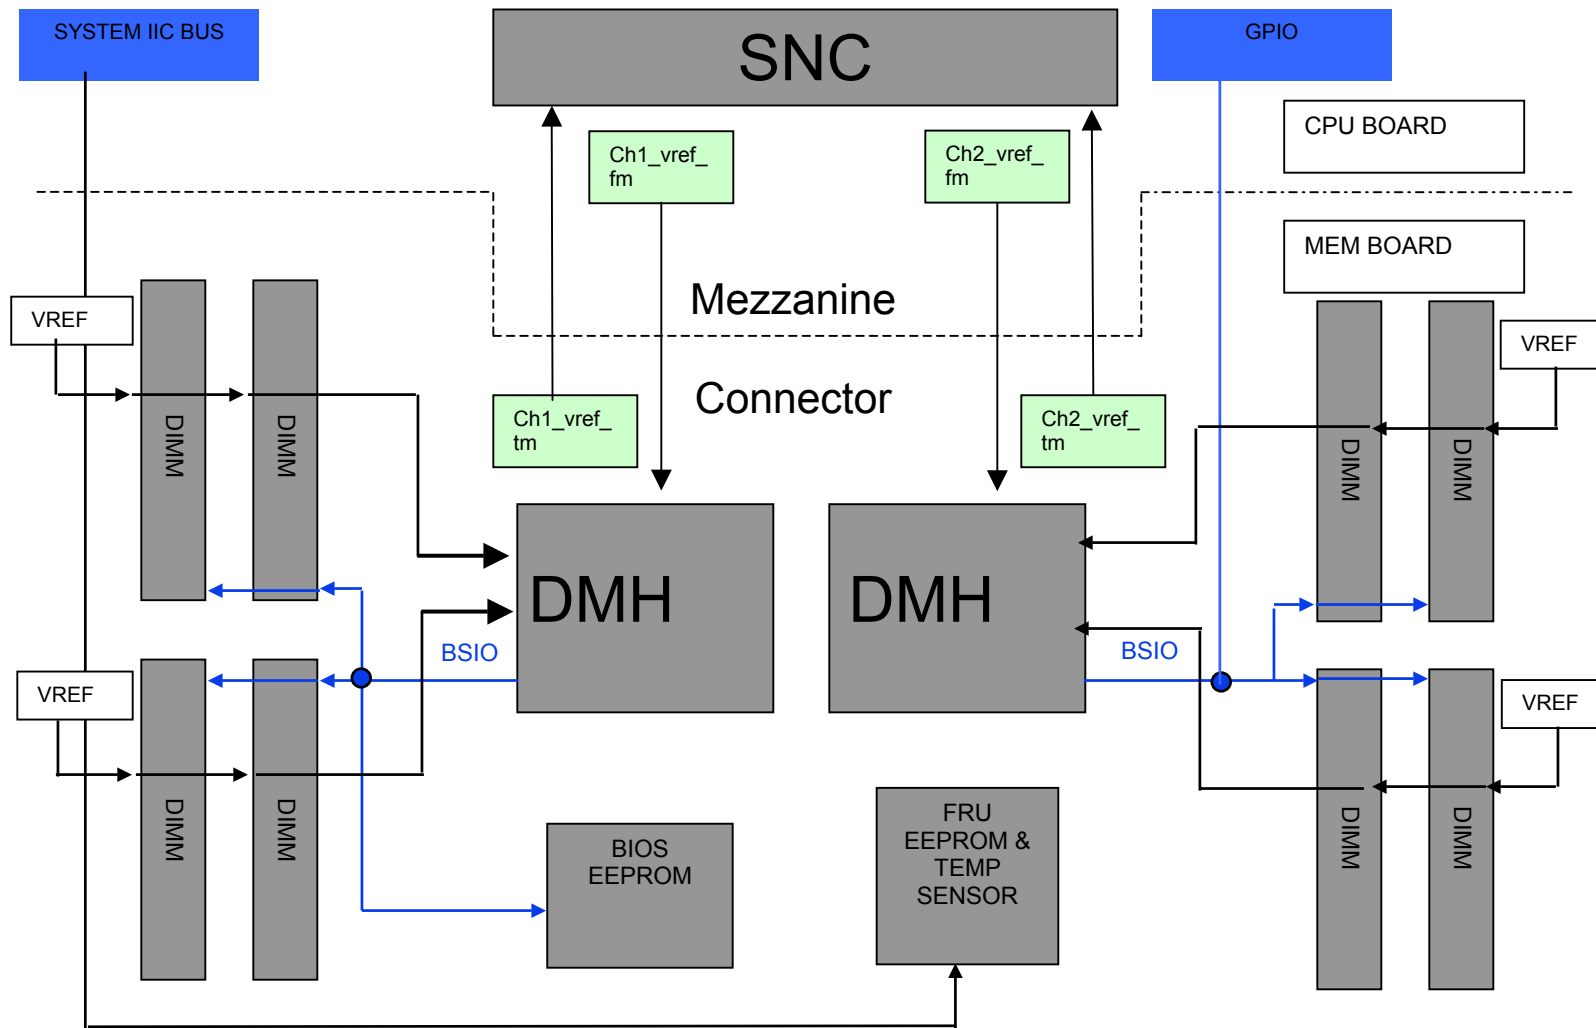 SYSTEM IIC BUS
SNC
GPIO
CPU BOARD
Ch1_vref_
fm
Ch2_vref_
fm
MEM BOARD
Mezzanine
VREF
VREF
Connector
Ch1_vref_
tm
Ch2_vref_
tm
DIMM
DIMM
DIMM
DIMM
DMH
DMH
BSIO
BSIO
VREF
VREF
DIMM
DIMM
DIMM
DIMM
BIOS
EEPROM
FRU
EEPROM &
TEMP
SENSOR